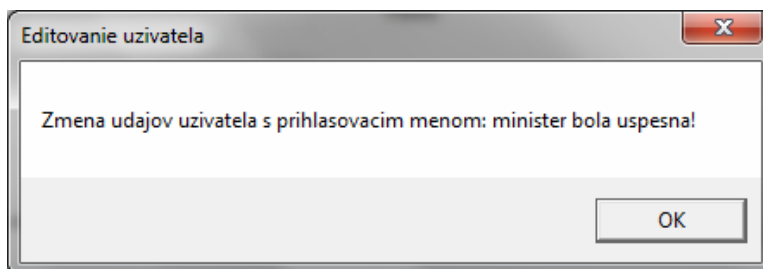 Editovanie uzivatela
Zmena udajov uzivatela s prihlasovacim menom: minister bola uspesna!
OK